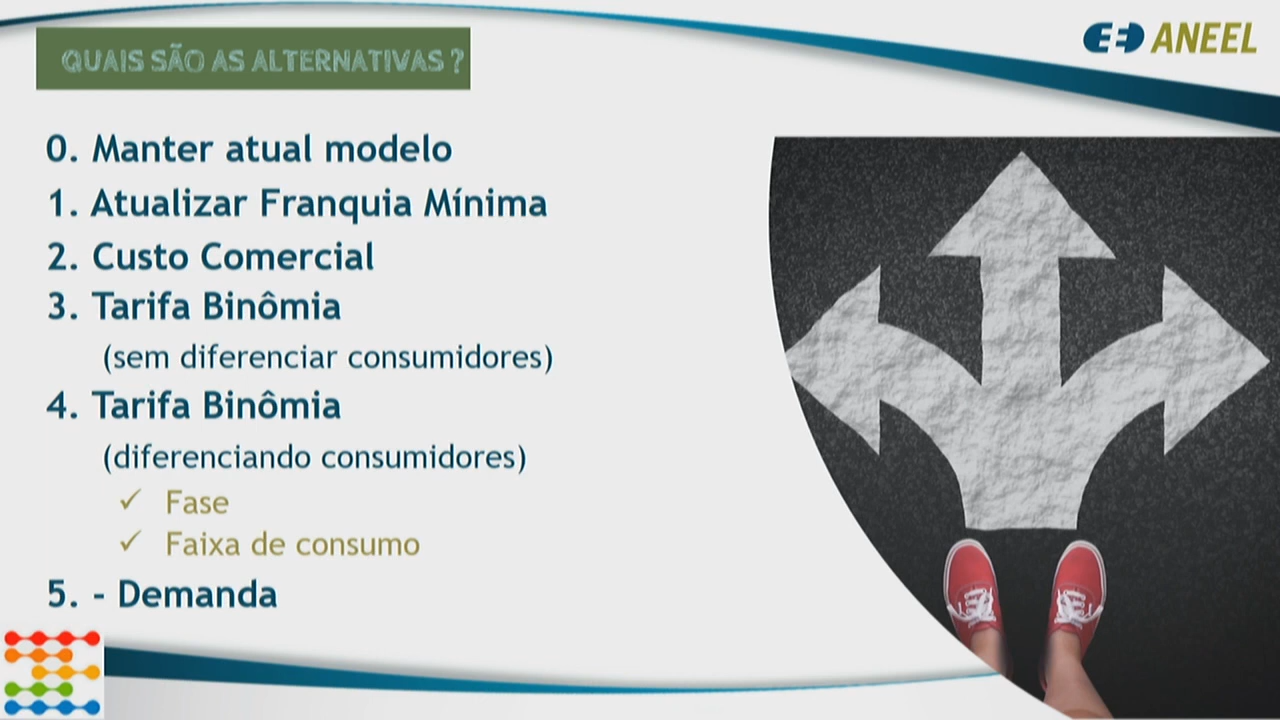 QUAIS SÃO AS ALTERNATIVAS ?
ANEEL
0. Manter atual modelo
1. Atualizar Franquia Mínima
2. Custo Comercial
3. Tarifa Binômia
(sem diferenciar consumidores)
4. Tarifa Binômia
(diferenciando consumidores)
✓ Fase
✓ Faixa de consumo
5. - Demanda